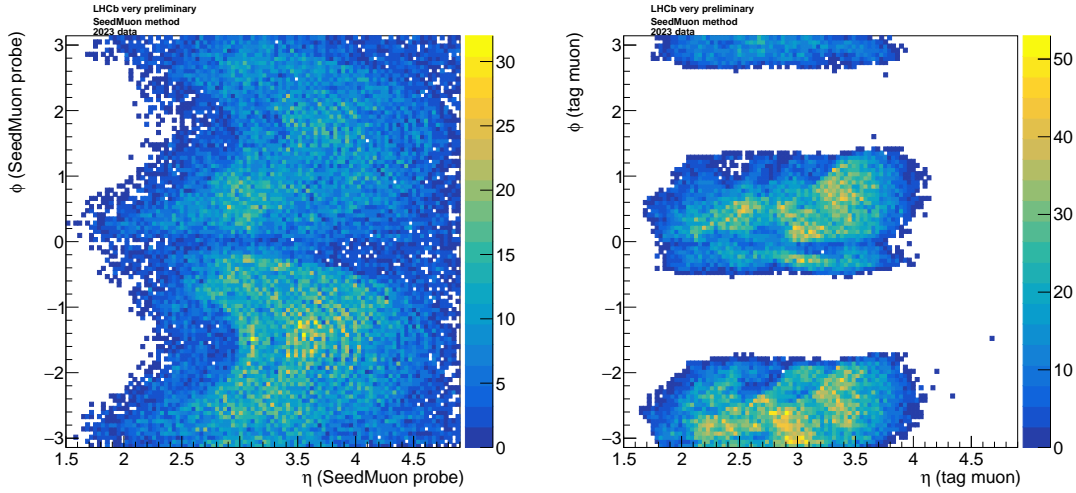 LHCb very preliminary
SeedMuon method
2023 data
ϕ (SeedMuon probe)
3
2
1
0
−1
−2
−3
1.5 2 2.5 3 3.5 4 4.5
η (SeedMuon probe)
30
25
20
15
10
5
0
LHCb very preliminary
SeedMuon method
2023 data
ϕ (tag muon)
3
2
1
0
−1
−2
−3
1.5 2 2.5 3 3.5 4 4.5
η (tag muon)
50
40
30
20
10
0